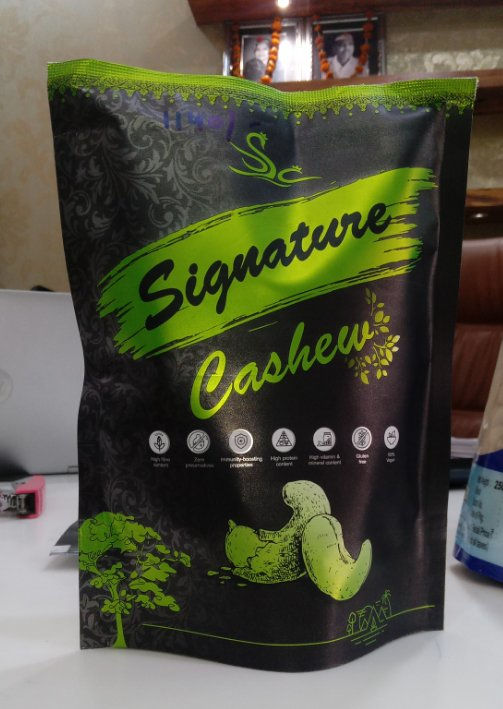 SC
Signature
Cashew
High fibre content
Zero preservatives
Immunity-boosting properties
High protein content
High vitamin & mineral content
Gluten free
Vegan